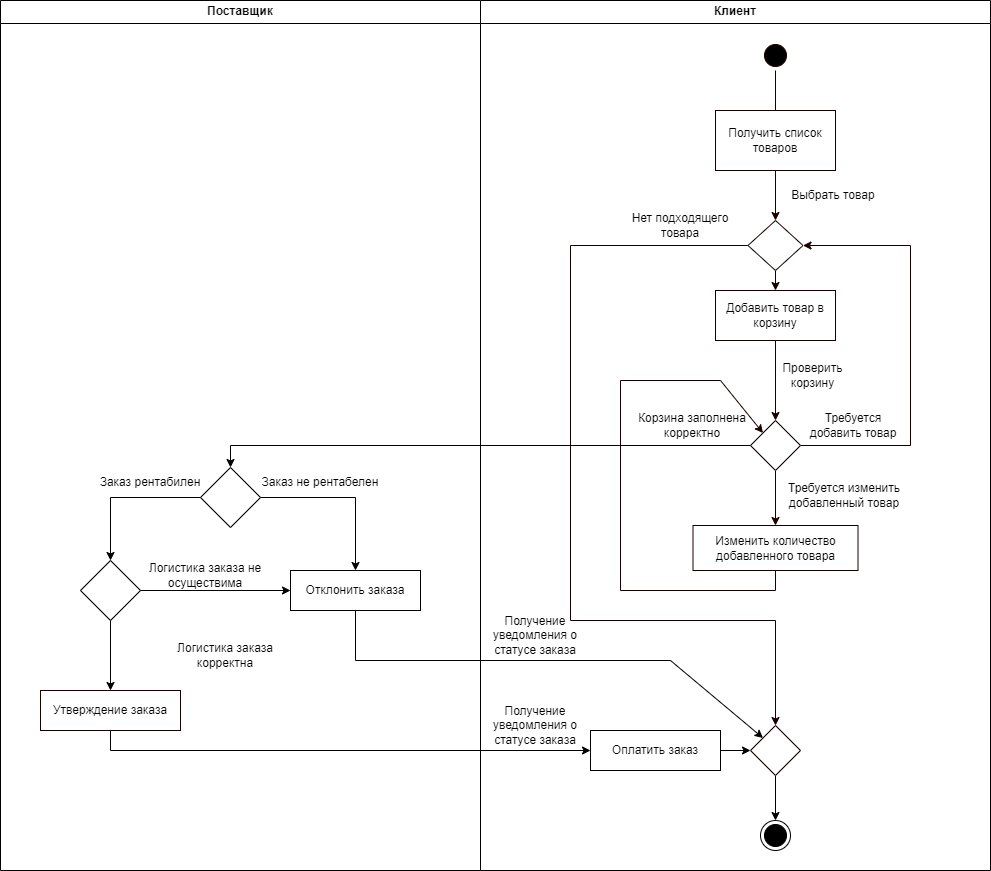 Поставщик
Клиент
Получить список
товаров
Выбрать товар
Нет подходящего
товара
Добавить товар в
корзину
Проверить
корзину
Корзина заполнена
корректно
Требуется
добавить товар
Заказ рентабилен
Заказ не рентабелен
Требуется изменить
добавленный товар
Изменить количество
добавленного товара
Логистика заказа не
осуществима
Отклонить заказа
Получение
уведомления о
статусе заказа
Логистика заказа
корректна
Утверждение заказа
Получение
уведомления о
статусе заказа
Оплатить заказ